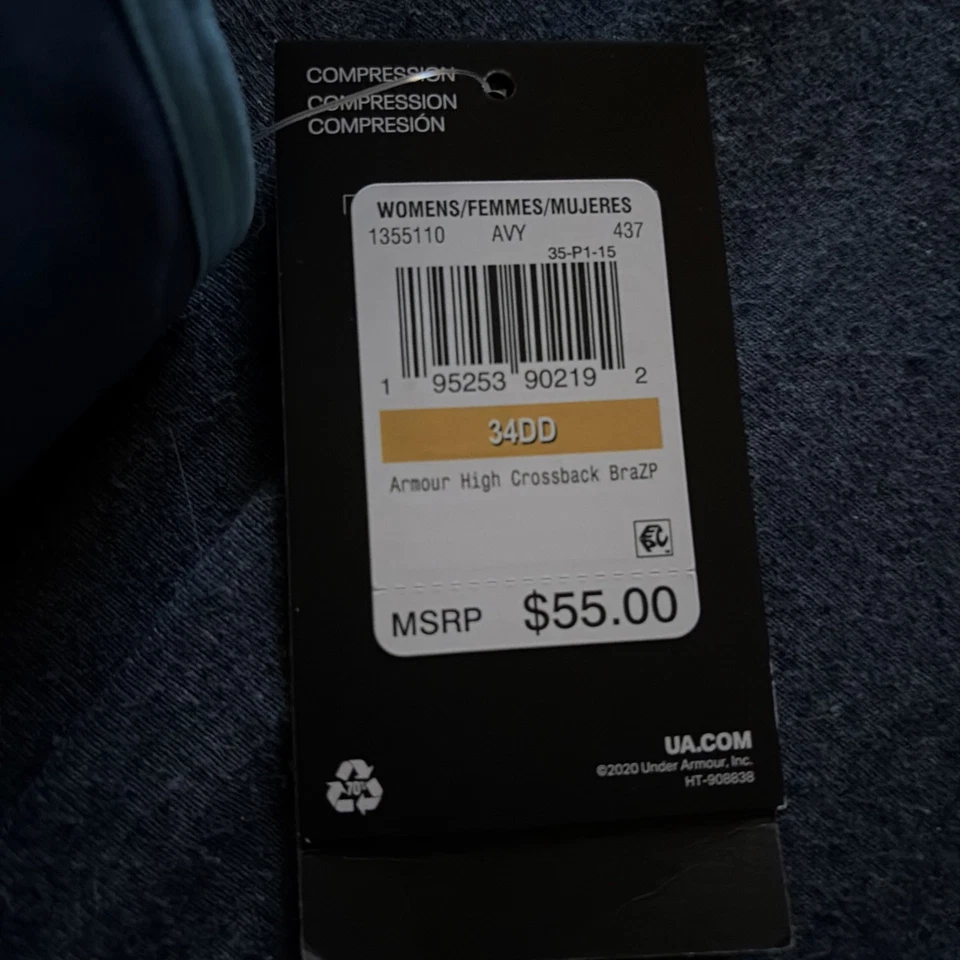 COMPRESSION
COMPRESSION
COMPRESIÓN
WOMENS/FEMMES/MUJERES
1355110 AVY 437
35-P1-15
1 95253 90219 2
34DD
Armour High Crossback BraZP
EPC
MSRP $55.00
UA.COM
©2020 Under Armour, Inc.
HT-908838